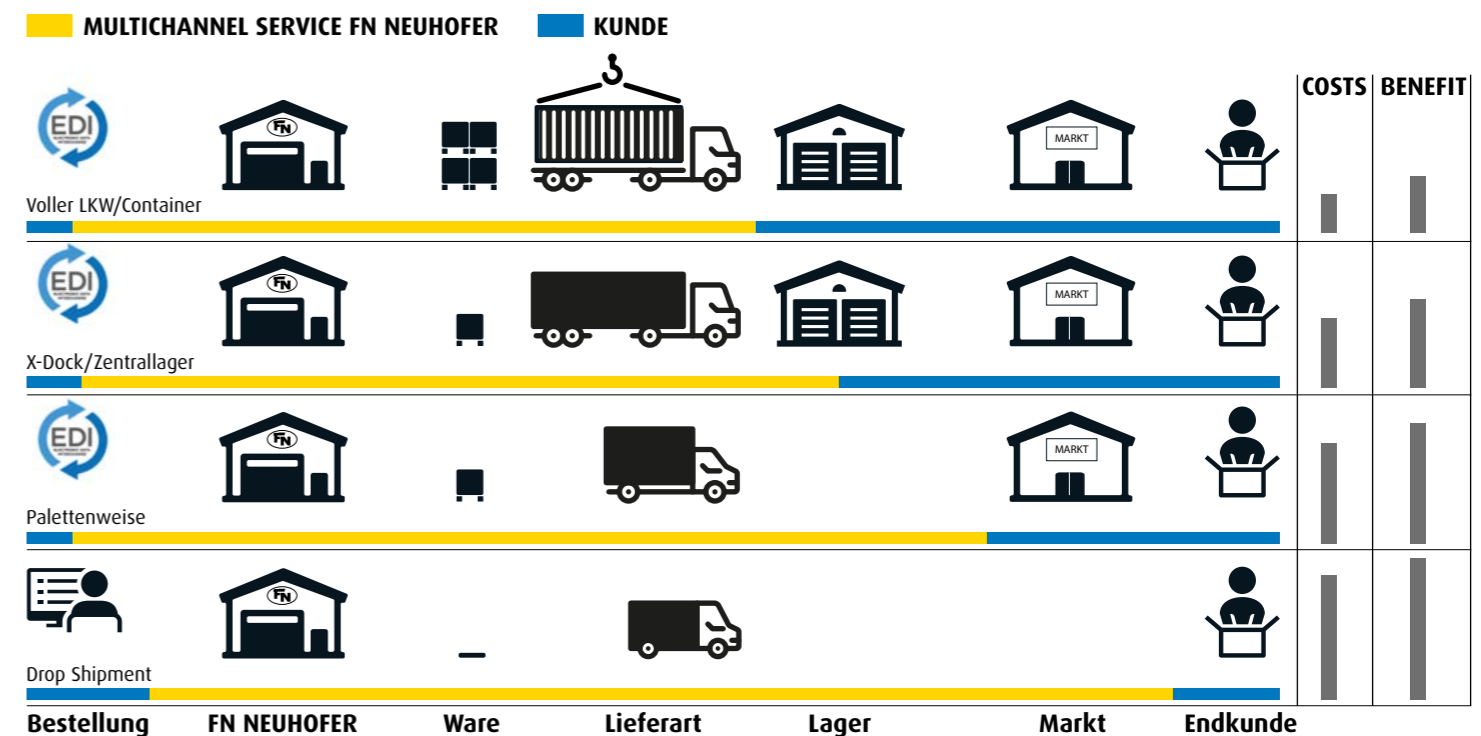 MULTICHANNEL SERVICE FN NEUHOFER
KUNDE
COSTS
BENEFIT
EDI
FN
MARKT
Voller LKW/Container
EDI
FN
MARKT
X-Dock/Zentrallager
EDI
FN
MARKT
Palettenweise
FN
Drop Shipment
Bestellung
FN NEUHOFER
Ware
Lieferart
Lager
Markt
Endkunde